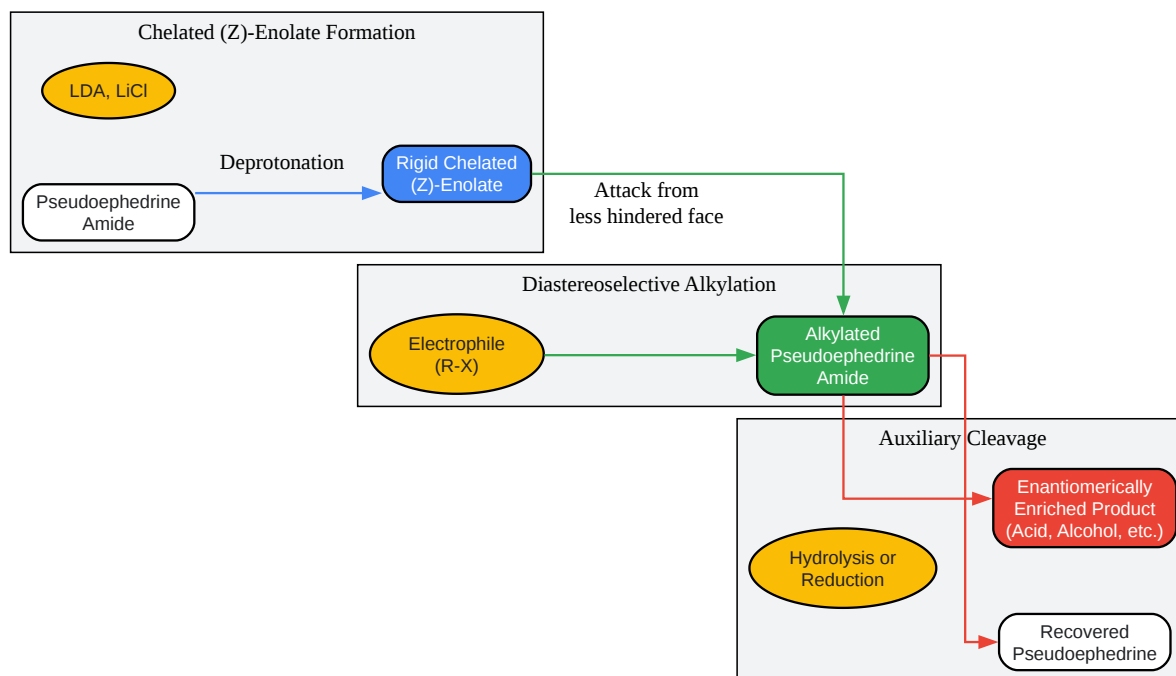 Chelated (Z)-Enolate Formation
LDA, LiCl
Deprotonation
Pseudoephedrine
Amide
Rigid Chelated
(Z)-Enolate
Attack from
less hindered face
Diastereoselective Alkylation
Electrophile
(R-X)
Alkylated
Pseudoephedrine
Amide
Auxiliary Cleavage
Enantiomerically
Enriched Product
(Acid, Alcohol, etc.)
Hydrolysis or
Reduction
Recovered
Pseudoephedrine